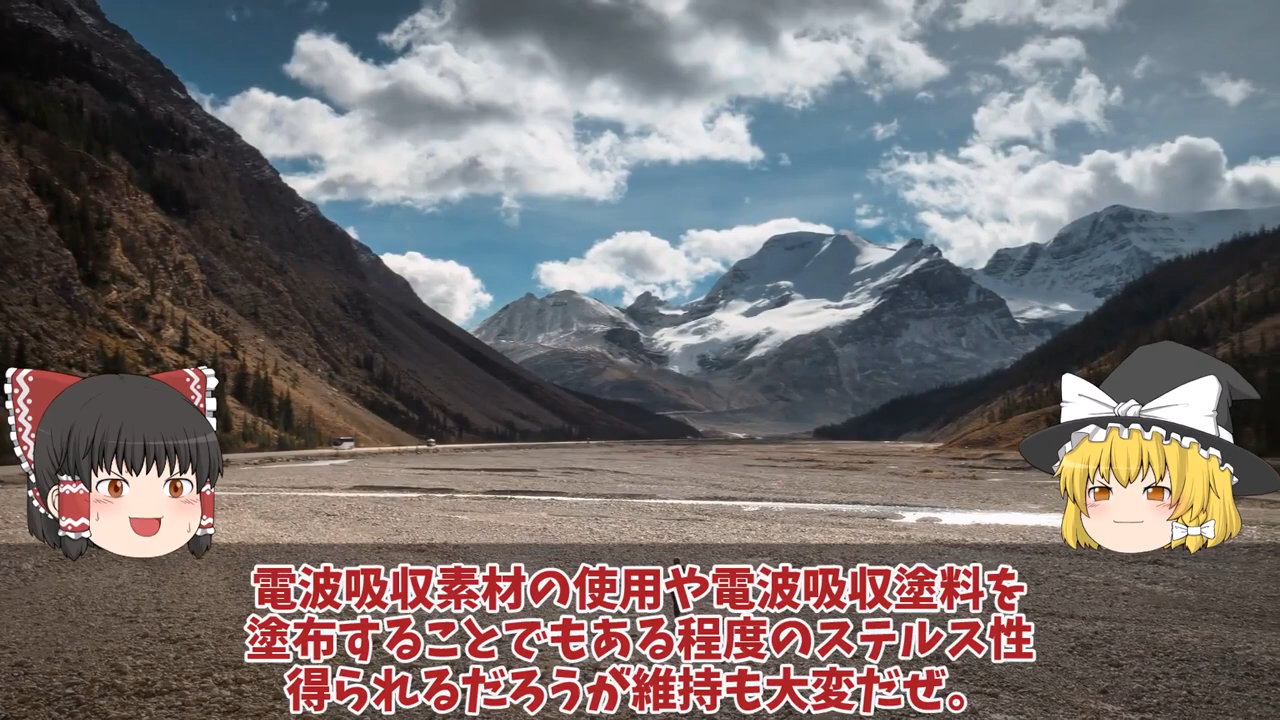 電波吸収素材の使用や電波吸収塗料を
塗布することでもある程度のステルス性
得られるだろうが維持も大変だぜ。